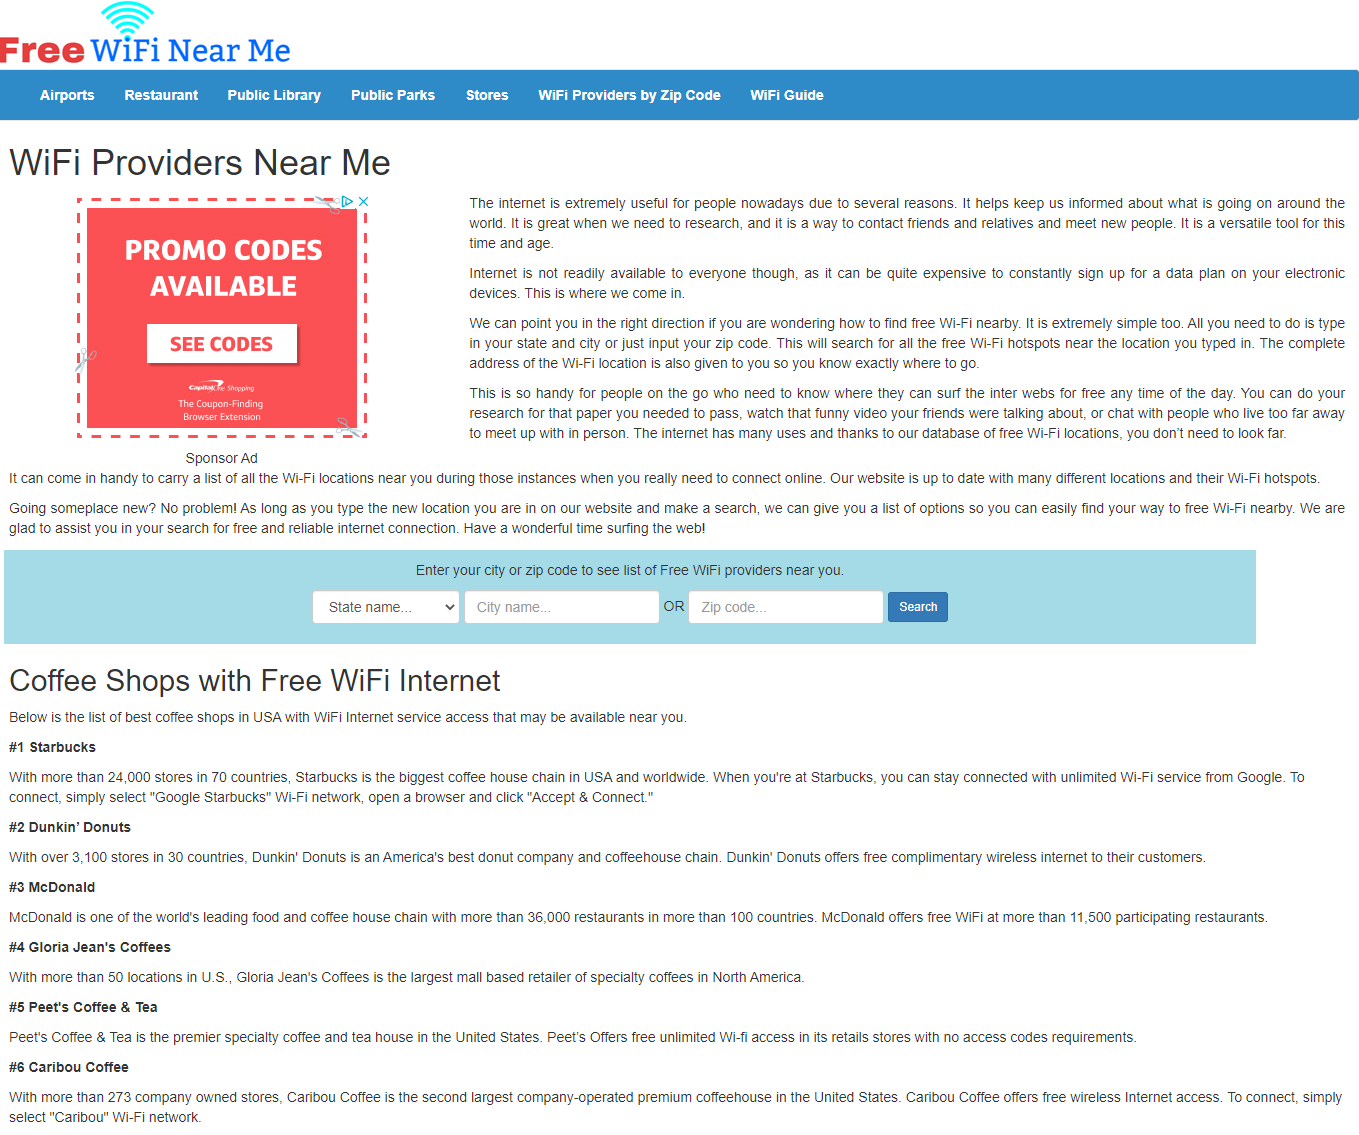 Free WiFi Near Me
Airports Restaurant Public Library Public Parks Stores WiFi Providers by Zip Code WiFi Guide
WiFi Providers Near Me
PROMO CODES
AVAILABLE
SEE CODES
Capital One Shopping
The Coupon-Finding
Browser Extension
Sponsor Ad
The internet is extremely useful for people nowadays due to several reasons. It helps keep us informed about what is going on around the
world. It is great when we need to research, and it is a way to contact friends and relatives and meet new people. It is a versatile tool for this
time and age.
Internet is not readily available to everyone though, as it can be quite expensive to constantly sign up for a data plan on your electronic
devices. This is where we come in.
We can point you in the right direction if you are wondering how to find free Wi-Fi nearby. It is extremely simple too. All you need to do is type
in your state and city or just input your zip code. This will search for all the free Wi-Fi hotspots near the location you typed in. The complete
address of the Wi-Fi location is also given to you so you know exactly where to go.
This is so handy for people on the go who need to know where they can surf the inter webs for free any time of the day. You can do your
research for that paper you needed to pass, watch that funny video your friends were talking about, or chat with people who live too far away
to meet up with in person. The internet has many uses and thanks to our database of free Wi-Fi locations, you don’t need to look far.
It can come in handy to carry a list of all the Wi-Fi locations near you during those instances when you really need to connect online. Our website is up to date with many different locations and their Wi-Fi hotspots.
Going someplace new? No problem! As long as you type the new location you are in on our website and make a search, we can give you a list of options so you can easily find your way to free Wi-Fi nearby. We are
glad to assist you in your search for free and reliable internet connection. Have a wonderful time surfing the web!
Enter your city or zip code to see list of Free WiFi providers near you.
State name... City name... OR Zip code... Search
Coffee Shops with Free WiFi Internet
Below is the list of best coffee shops in USA with WiFi Internet service access that may be available near you.
#1 Starbucks
With more than 24,000 stores in 70 countries, Starbucks is the biggest coffee house chain in USA and worldwide. When you're at Starbucks, you can stay connected with unlimited Wi-Fi service from Google. To
connect, simply select "Google Starbucks" Wi-Fi network, open a browser and click "Accept & Connect."
#2 Dunkin’ Donuts
With over 3,100 stores in 30 countries, Dunkin' Donuts is an America's best donut company and coffeehouse chain. Dunkin' Donuts offers free complimentary wireless internet to their customers.
#3 McDonald
McDonald is one of the world's leading food and coffee house chain with more than 36,000 restaurants in more than 100 countries. McDonald offers free WiFi at more than 11,500 participating restaurants.
#4 Gloria Jean's Coffees
With more than 50 locations in U.S., Gloria Jean's Coffees is the largest mall based retailer of specialty coffees in North America.
#5 Peet's Coffee & Tea
Peet's Coffee & Tea is the premier specialty coffee and tea house in the United States. Peet’s Offers free unlimited Wi-fi access in its retails stores with no access codes requirements.
#6 Caribou Coffee
With more than 273 company owned stores, Caribou Coffee is the second largest company-operated premium coffeehouse in the United States. Caribou Coffee offers free wireless Internet access. To connect, simply
select "Caribou" Wi-Fi network.